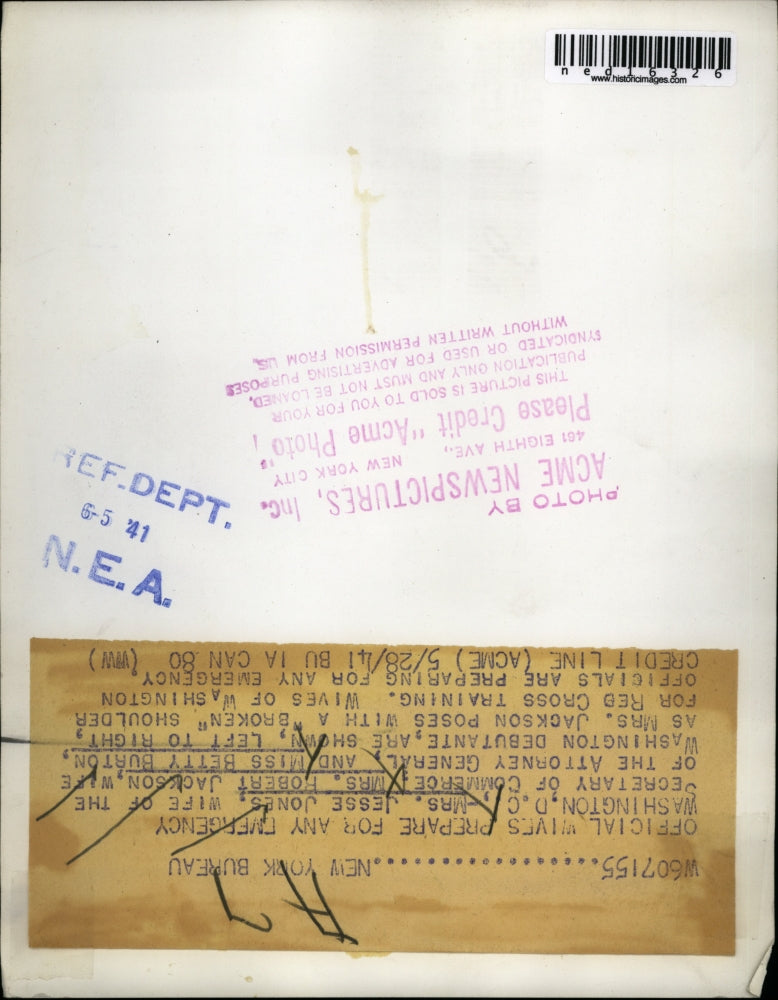 ned16326
www.historicimages.com
PHOTO BY
ACME NEWSPICTURES, Inc.
461 EIGHTH AVE., NEW YORK CITY
Please Credit "Acme Photo",
THIS PICTURE IS SOLD TO YOU FOR YOUR
PUBLICATION ONLY AND MUST NOT BE LOANED,
SYNDICATED OR USED FOR ADVERTISING PURPOSES
WITHOUT WRITTEN PERMISSION FROM US.
REF. DEPT.
6-5 '41
N.E.A.
W607155....................NEW YORK BUREAU
OFFICIAL WIVES PREPARE FOR ANY EMERGENCY
WASHINGTON, D.C.--MRS. JESSE JONES, WIFE OF THE
SECRETARY OF COMMERCE, MRS. ROBERT JACKSON, WIFE
OF THE ATTORNEY GENERAL, AND MISS BETTY BURTON,
WASHINGTON DEBUTANTE, ARE SHOWN, LEFT TO RIGHT,
AS MRS. JACKSON POSES WITH A "BROKEN" SHOULDER
FOR RED CROSS TRAINING. WIVES OF WASHINGTON
OFFICIALS ARE PREPARING FOR ANY EMERGENCY
CREDIT LINE (ACME) 5/28/41 BU IA CAN 80 (WW)